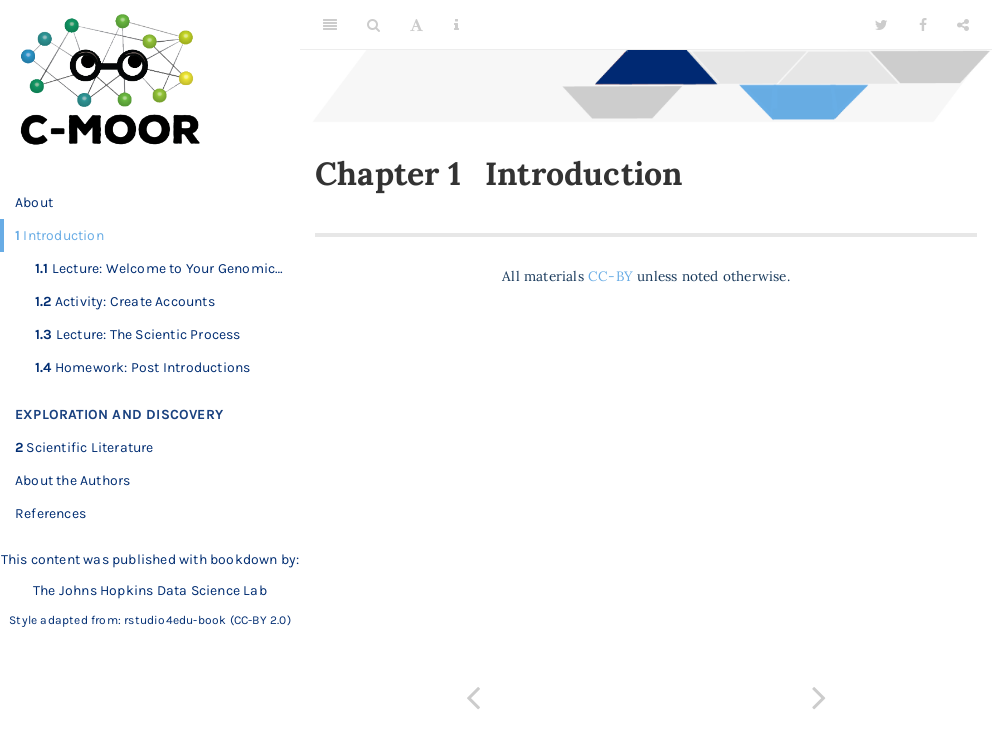 C-MOOR
About
1 Introduction
1.1 Lecture: Welcome to Your Genomic...
1.2 Activity: Create Accounts
1.3 Lecture: The Scientic Process
1.4 Homework: Post Introductions
EXPLORATION AND DISCOVERY
2 Scientific Literature
About the Authors
References
This content was published with bookdown by:
The Johns Hopkins Data Science Lab
Style adapted from: rstudio4edu-book (CC-BY 2.0)
Chapter 1 Introduction
All materials CC-BY unless noted otherwise.